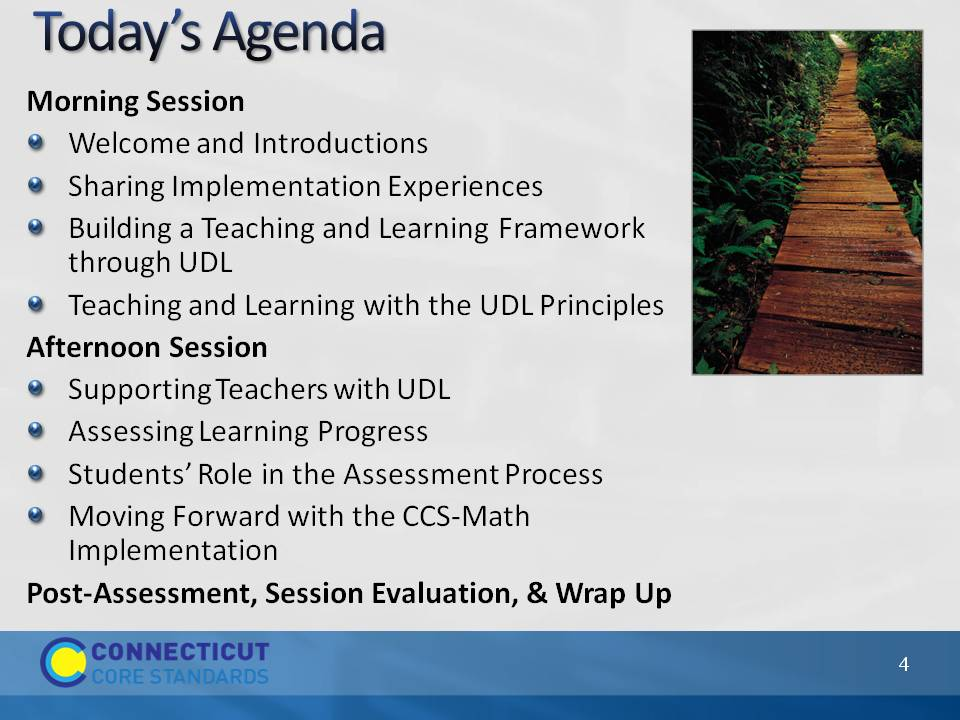 Today’s Agenda
Morning Session
Welcome and Introductions
Sharing Implementation Experiences
Building a Teaching and Learning Framework
through UDL
Teaching and Learning with the UDL Principles
Afternoon Session
Supporting Teachers with UDL
Assessing Learning Progress
Students’ Role in the Assessment Process
Moving Forward with the CCS-Math
Implementation
Post-Assessment, Session Evaluation, & Wrap Up
CONNECTICUT
CORE STANDARDS
4